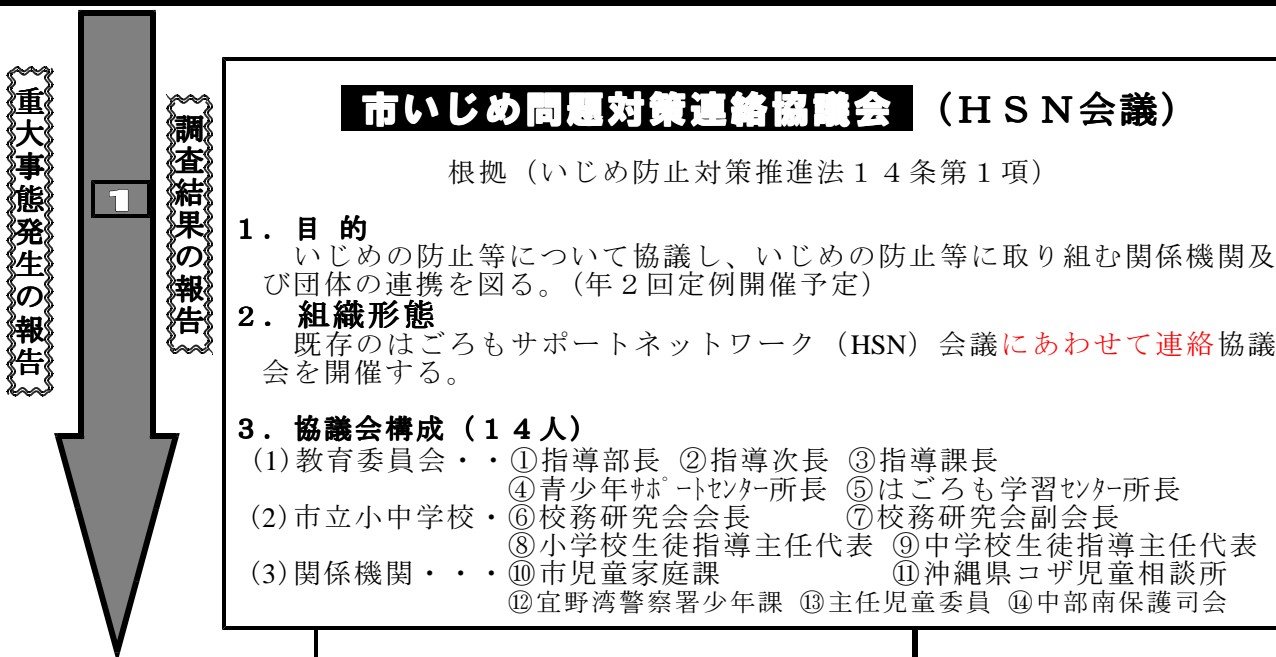 重大事態発生の報告
1
調査結果の報告
市いじめ問題対策連絡協議会 （ＨＳＮ会議）
根拠（いじめ防止対策推進法１４条第１項）
１．目 的
いじめの防止等について協議し、いじめの防止等に取り組む関係機関及
び団体の連携を図る。（年２回定例開催予定）
２．組織形態
既存のはごろもサポートネットワーク（HSN）会議にあわせて連絡協議
会を開催する。
３．協議会構成（１４人）
(1)教育委員会・・①指導部長 ②指導次長 ③指導課長
④青少年ｻﾎﾟｰﾄｾﾝﾀｰ所長 ⑤はごろも学習ｾﾝﾀｰ所長
(2)市立小中学校・⑥校務研究会会長 ⑦校務研究会副会長
⑧小学校生徒指導主任代表 ⑨中学校生徒指導主任代表
(3)関係機関・・・⑩市児童家庭課 ⑪沖縄県コザ児童相談所
⑫宜野湾警察署少年課 ⑬主任児童委員 ⑭中部南保護司会